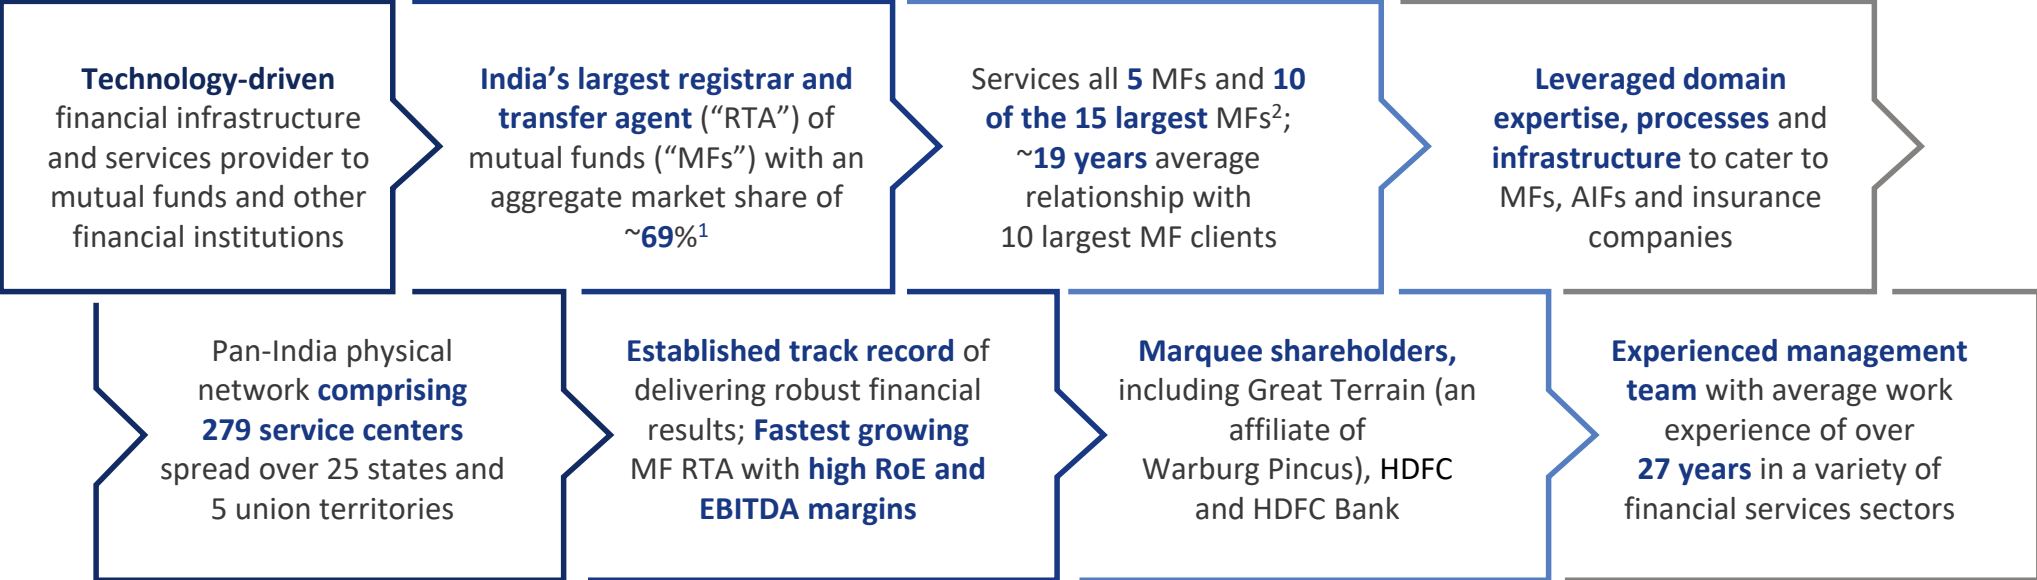 Technology-driven
financial infrastructure
and services provider to
mutual funds and other
financial institutions
India’s largest registrar and
transfer agent (“RTA”) of
mutual funds (“MFs”) with an
aggregate market share of
~69%1
Services all 5 MFs and 10
of the 15 largest MFs2;
~19 years average
relationship with
10 largest MF clients
Leveraged domain
expertise, processes and
infrastructure to cater to
MFs, AIFs and insurance
companies
Pan-India physical
network comprising
279 service centers
spread over 25 states and
5 union territories
Established track record of
delivering robust financial
results; Fastest growing
MF RTA with high RoE and
EBITDA margins
Marquee shareholders,
including Great Terrain (an
affiliate of
Warburg Pincus), HDFC
and HDFC Bank
Experienced management
team with average work
experience of over
27 years in a variety of
financial services sectors